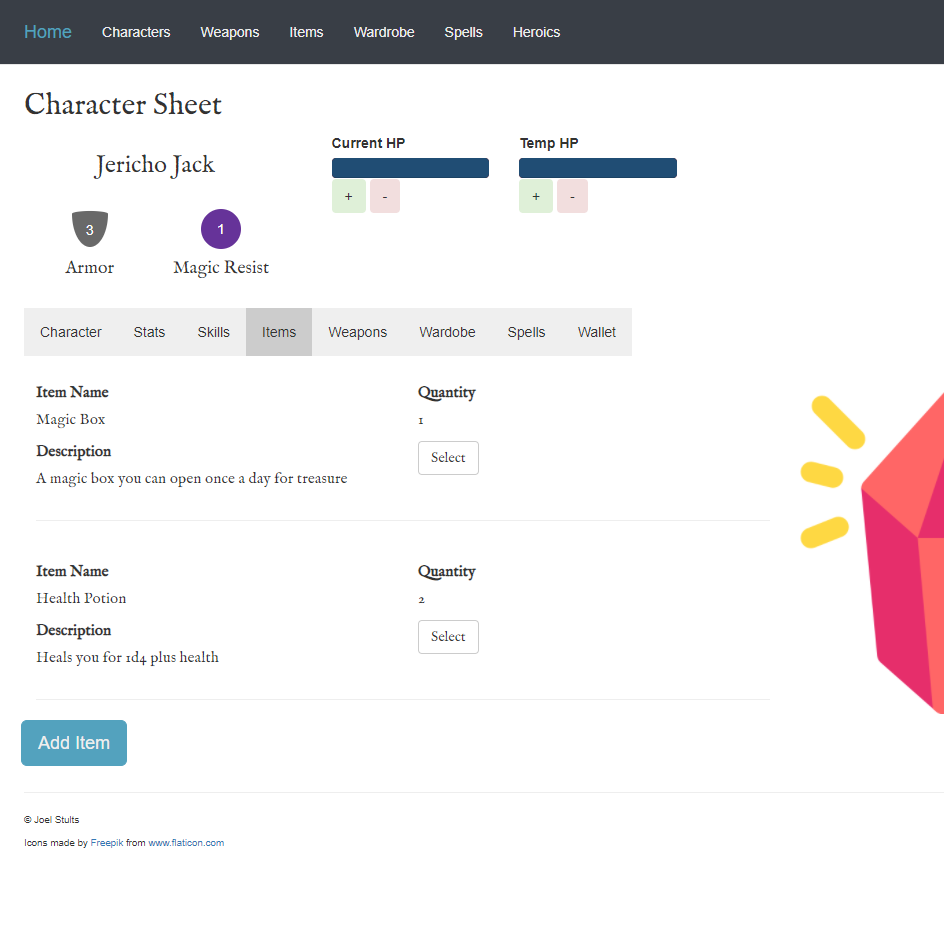 Home Characters Weapons Items Wardrobe Spells Heroics
Character Sheet
Jericho Jack
Current HP
Temp HP
+ -
+ -
3
1
Armor
Magic Resist
Character Stats Skills Items Weapons Wardobe Spells Wallet
Item Name
Quantity
Magic Box
1
Description
Select
A magic box you can open once a day for treasure
Item Name
Quantity
Health Potion
2
Description
Select
Heals you for 1d4 plus health
Add Item
© Joel Stults
Icons made by Freepik from www.flaticon.com